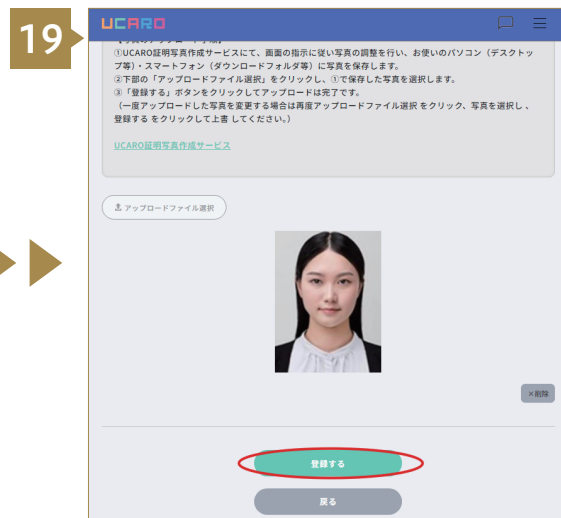 19
UCARO
①UCARO証明写真作成サービスにて、画面の指示に従い写真の調整を行い、お使いのパソコン（デスクトッ
プ等）・スマートフォン（ダウンロードフォルダ等）に写真を保存します。
②下部の「アップロードファイル選択」をクリックし、①で保存した写真を選択します。
③「登録する」ボタンをクリックしてアップロードは完了です。
（一度アップロードした写真を変更する場合は再度アップロードファイル選択 をクリック、写真を選択し 、
登録する をクリックして上書 してください。）
UCARO証明写真作成サービス
アップロードファイル選択
×削除
登録する
戻る